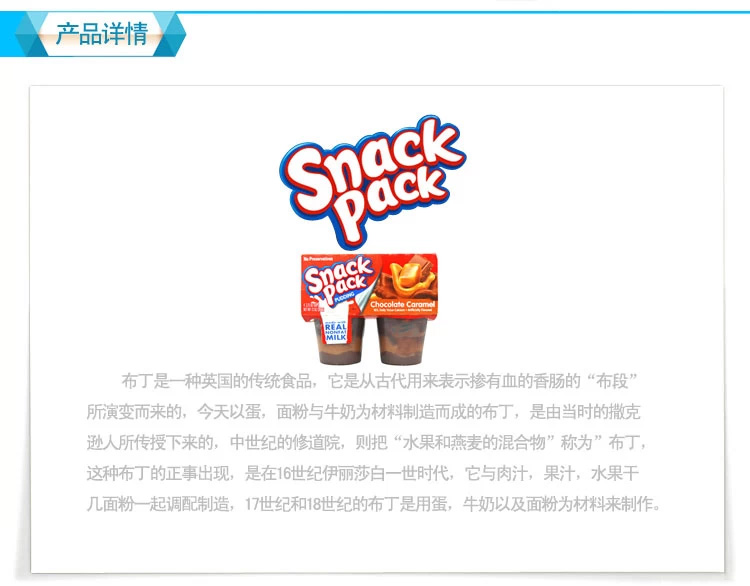 产品详情
Snack
Pack
No Preservatives
Snack
Pack
PUDDING
Chocolate Caramel
MADE WITH
REAL
NONFAT
MILK
布丁是一种英国的传统食品，它是从古代用来表示掺有血的香肠的“布段”
所演变而来的，今天以蛋，面粉与牛奶为材料制造而成的布丁，是由当时的撒克
逊人所传授下来的，中世纪的修道院，则把“水果和燕麦的混合物”称为”布丁，
这种布丁的正事出现，是在16世纪伊丽莎白一世时代，它与肉汁，果汁，水果干
几面粉一起调配制造，17世纪和18世纪的布丁是用蛋，牛奶以及面粉为材料来制作。